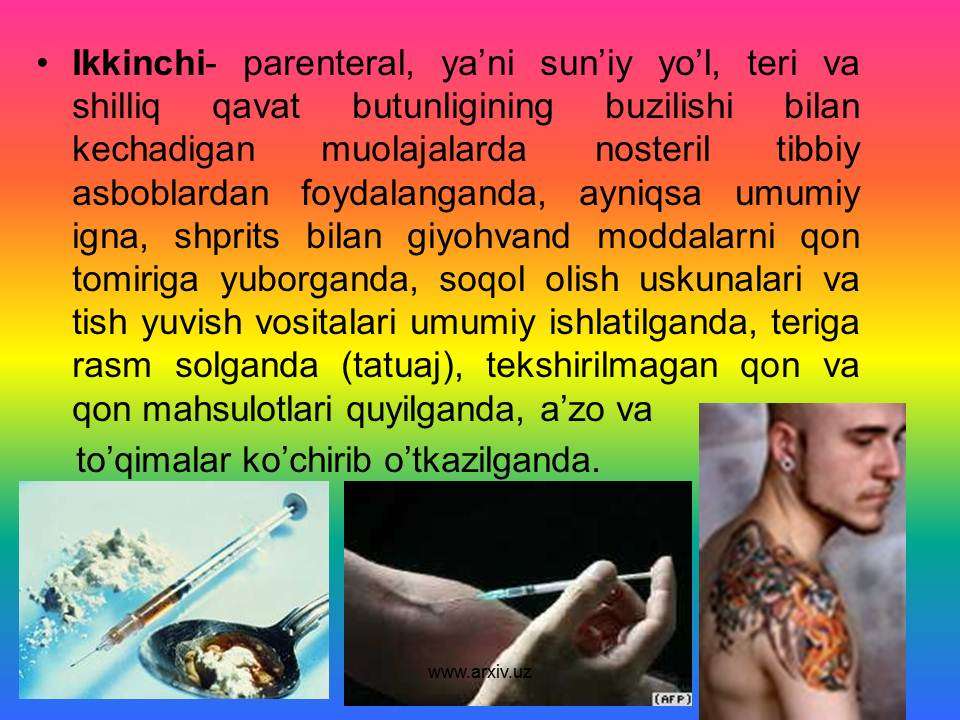 • Ikkinchi- parenteral, ya’ni sun’iy yo’l, teri va
shilliq qavat butunligining buzilishi bilan
kechadigan muolajalarda nosteril tibbiy
asboblardan foydalanganda, ayniqsa umumiy
igna, shprits bilan giyohvand moddalarni qon
tomiriga yuborganda, soqol olish uskunalari va
tish yuvish vositalari umumiy ishlatilganda, teriga
rasm solganda (tatuaj), tekshirilmagan qon va
qon mahsulotlari quyilganda, a’zo va
to’qimalar ko’chirib o’tkazilganda.
www.arxiv.uz
(AFP)